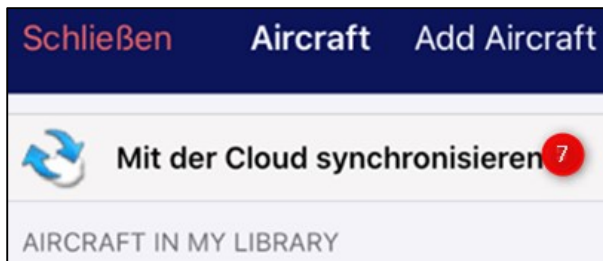 Schließen Aircraft Add Aircraft
Mit der Cloud synchronisieren 7
AIRCRAFT IN MY LIBRARY